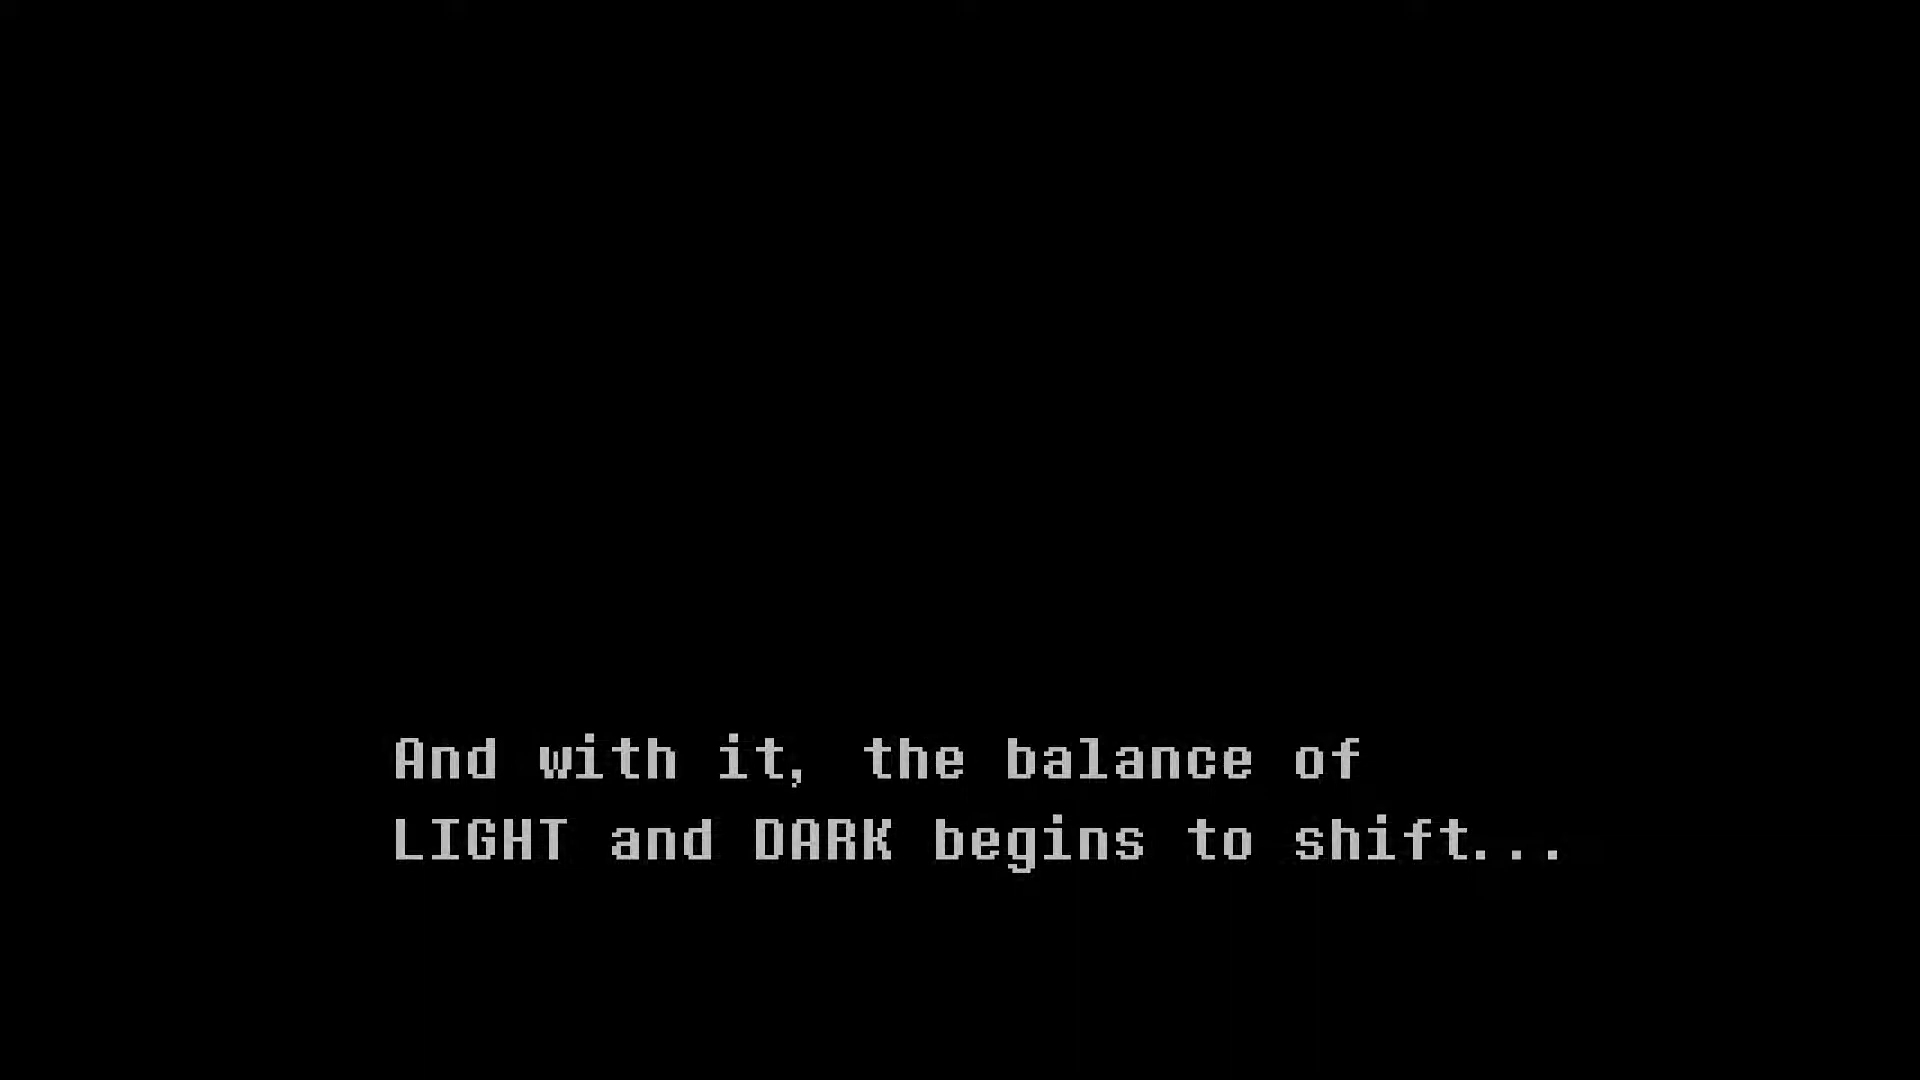 And with it, the balance of
LIGHT and DARK begins to shift...